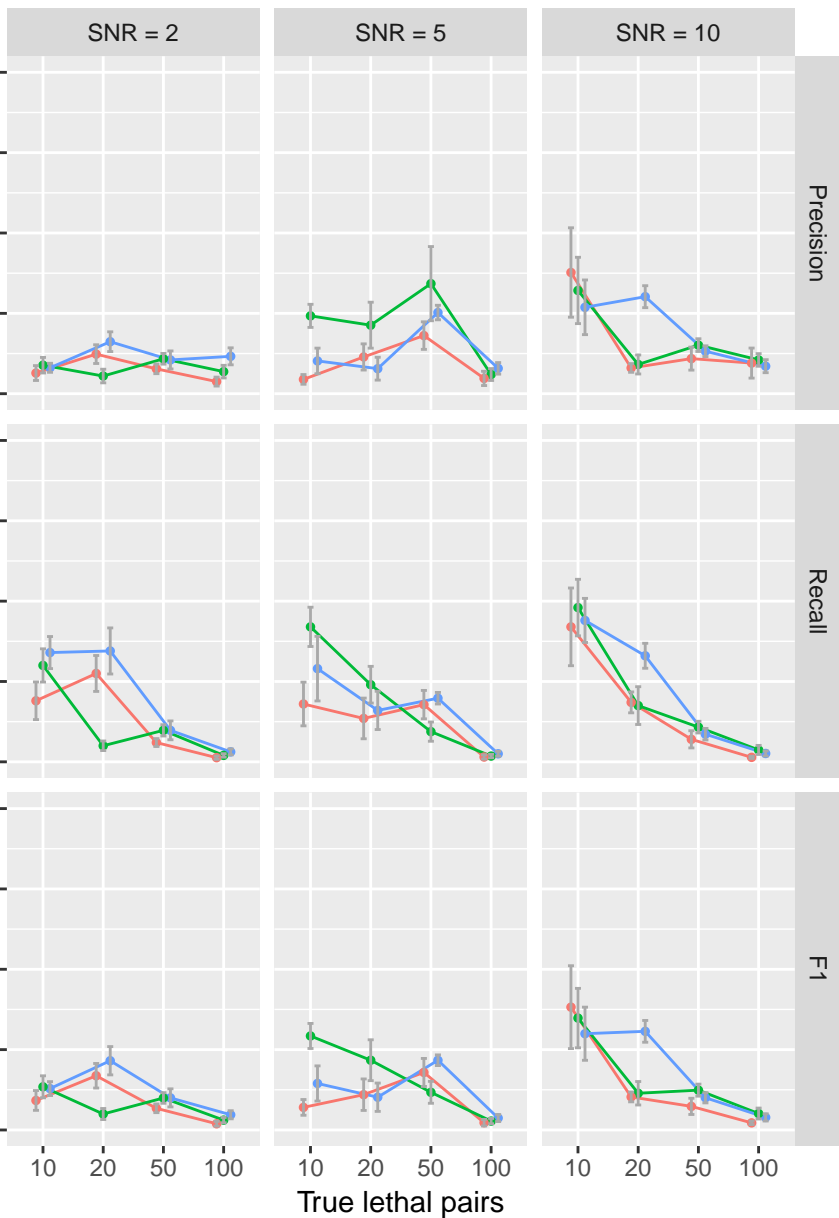 SNR = 2 SNR = 5 SNR = 10
Precision
Recall
F1
10 20 50 100 10 20 50 100 10 20 50 100
True lethal pairs